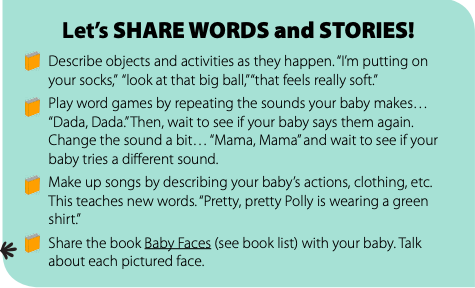 Let's SHARE WORDS and STORIES!
Describe objects and activities as they happen. “I'm putting on
your socks,” “look at that big ball,” “that feels really soft.”
Play word games by repeating the sounds your baby makes…
“Dada, Dada.” Then, wait to see if your baby says them again.
Change the sound a bit… “Mama, Mama” and wait to see if your
baby tries a different sound.
Make up songs by describing your baby's actions, clothing, etc.
This teaches new words. “Pretty, pretty Polly is wearing a green
shirt.”
Share the book Baby Faces (see book list) with your baby. Talk
about each pictured face.